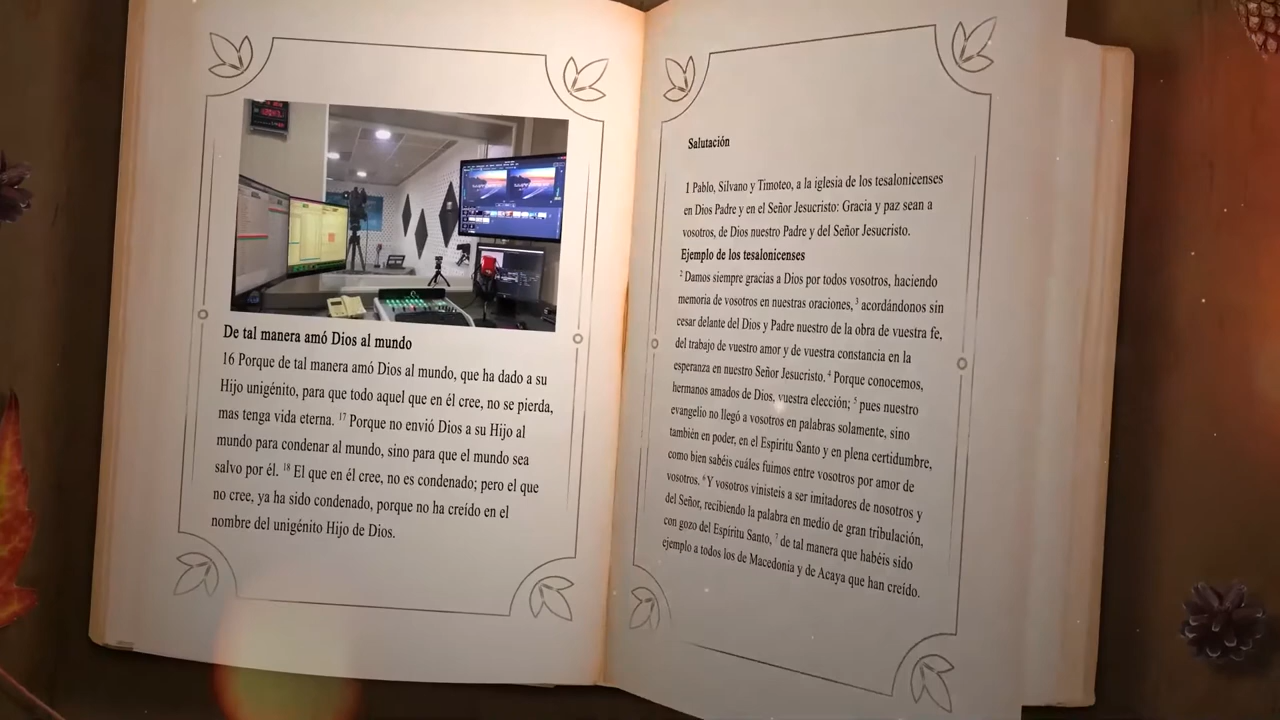 De tal manera amó Dios al mundo
16 Porque de tal manera amó Dios al mundo, que ha dado a su
Hijo unigénito, para que todo aquel que en él cree, no se pierda,
mas tenga vida eterna. 17 Porque no envió Dios a su Hijo al
mundo para condenar al mundo, sino para que el mundo sea
salvo por él. 18 El que en él cree, no es condenado; pero el que
no cree, ya ha sido condenado, porque no ha creído en el
nombre del unigénito Hijo de Dios.
Salutación
1 Pablo, Silvano y Timoteo, a la iglesia de los tesalonicenses
en Dios Padre y en el Señor Jesucristo: Gracia y paz sean a
vosotros, de Dios nuestro Padre y del Señor Jesucristo.
Ejemplo de los tesalonicenses
2 Damos siempre gracias a Dios por todos vosotros, haciendo
memoria de vosotros en nuestras oraciones, 3 acordándonos sin
cesar delante del Dios y Padre nuestro de la obra de vuestra fe,
del trabajo de vuestro amor y de vuestra constancia en la
esperanza en nuestro Señor Jesucristo. 4 Porque conocemos,
hermanos amados de Dios, vuestra elección; 5 pues nuestro
evangelio no llegó a vosotros en palabras solamente, sino
también en poder, en el Espíritu Santo y en plena certidumbre,
como bien sabéis cuáles fuimos entre vosotros por amor de
vosotros. 6 Y vosotros vinisteis a ser imitadores de nosotros y
del Señor, recibiendo la palabra en medio de gran tribulación,
con gozo del Espíritu Santo, 7 de tal manera que habéis sido
ejemplo a todos los de Macedonia y de Acaya que han creído.